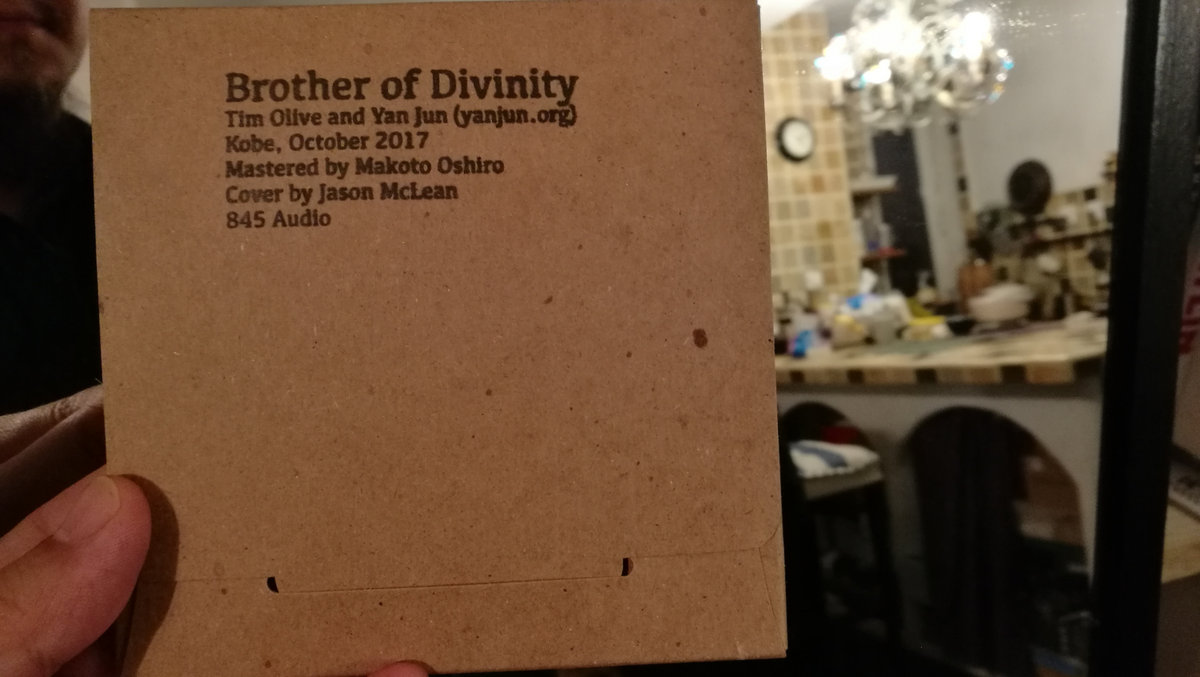 Brother of Divinity
Tim Olive and Yan Jun (yanjun.org)
Kobe, October 2017
Mastered by Makoto Oshiro
Cover by Jason McLean
845 Audio